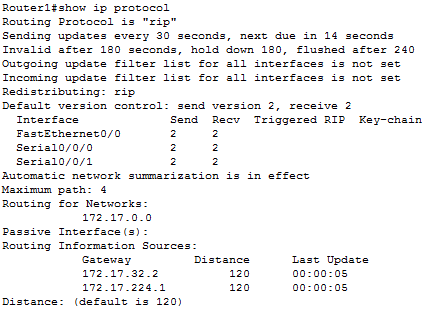 Router1#show ip protocol
Routing Protocol is "rip"
Sending updates every 30 seconds, next due in 14 seconds
Invalid after 180 seconds, hold down 180, flushed after 240
Outgoing update filter list for all interfaces is not set
Incoming update filter list for all interfaces is not set
Redistributing: rip
Default version control: send version 2, receive 2
Interface Send Recv Triggered RIP Key-chain
FastEthernet0/0 2 2
Serial0/0/0 2 2
Serial0/0/1 2 2
Automatic network summarization is in effect
Maximum path: 4
Routing for Networks:
172.17.0.0
Passive Interface(s):
Routing Information Sources:
Gateway Distance Last Update
172.17.32.2 120 00:00:05
172.17.224.1 120 00:00:05
Distance: (default is 120)